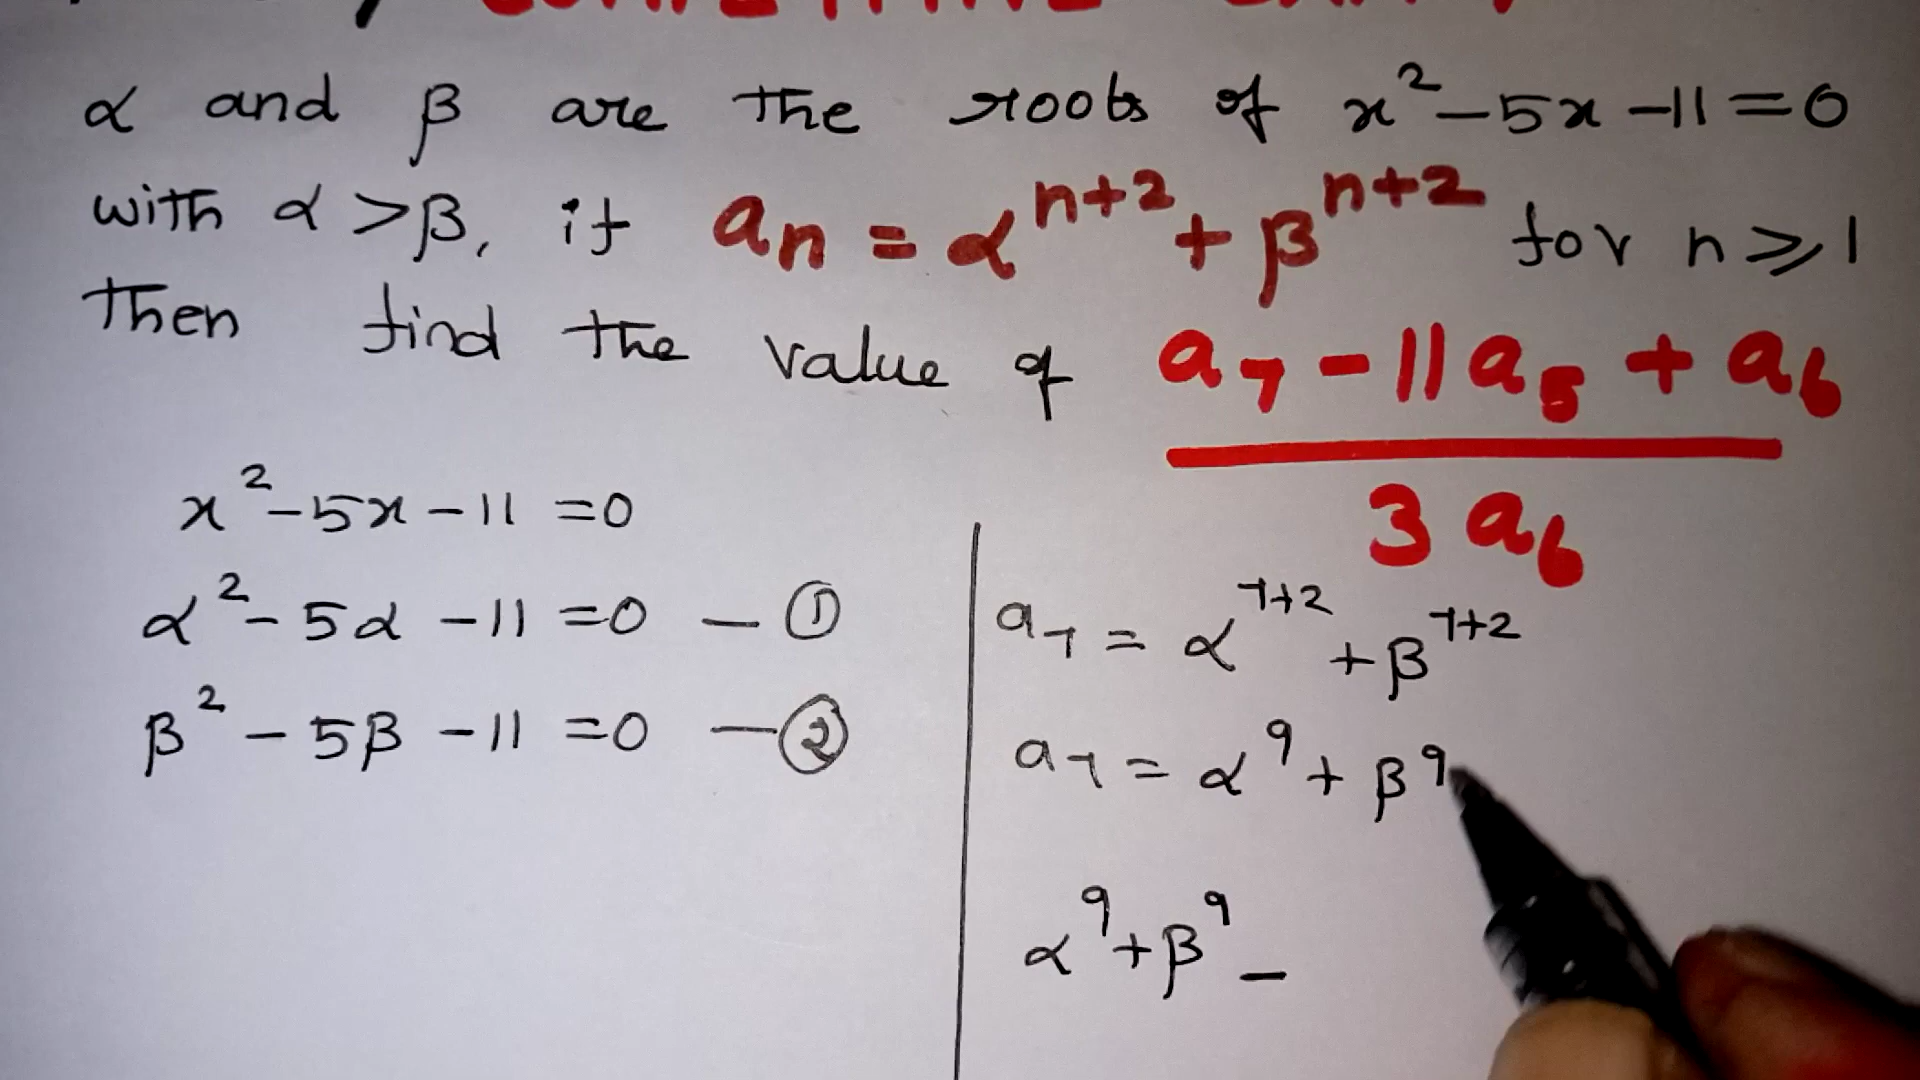 α and β are the roots of x² - 5x - 11 = 0
with α > β, if aₙ = αⁿ⁺² + βⁿ⁺² for n ⩾ 1
then find the value of (a₇ - 11a₅ + a₆) / 3a₆
x² - 5x - 11 = 0
α² - 5α - 11 = 0 — ①
β² - 5β - 11 = 0 — ②
a₇ = α⁷⁺² + β⁷⁺²
a₇ = α⁹ + β⁹
α⁹ + β⁹ -